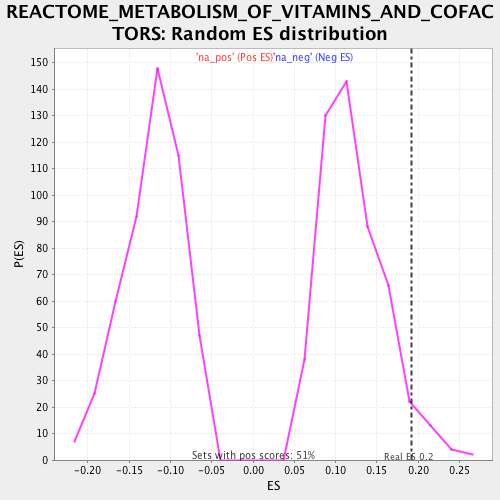 REACTOME_METABOLISM_OF_VITAMINS_AND_COFAC
TORS: Random ES distribution
'na_pos' (Pos ES)'na_neg' (Neg ES)
150
140
130
120
110
100
90
80
70
60
50
40
30
20
10
0
P(ES)
Sets with pos scores: 51%
Real ES 0.2
-0.20 -0.15 -0.10 -0.05 0.00 0.05 0.10 0.15 0.20 0.25
ES